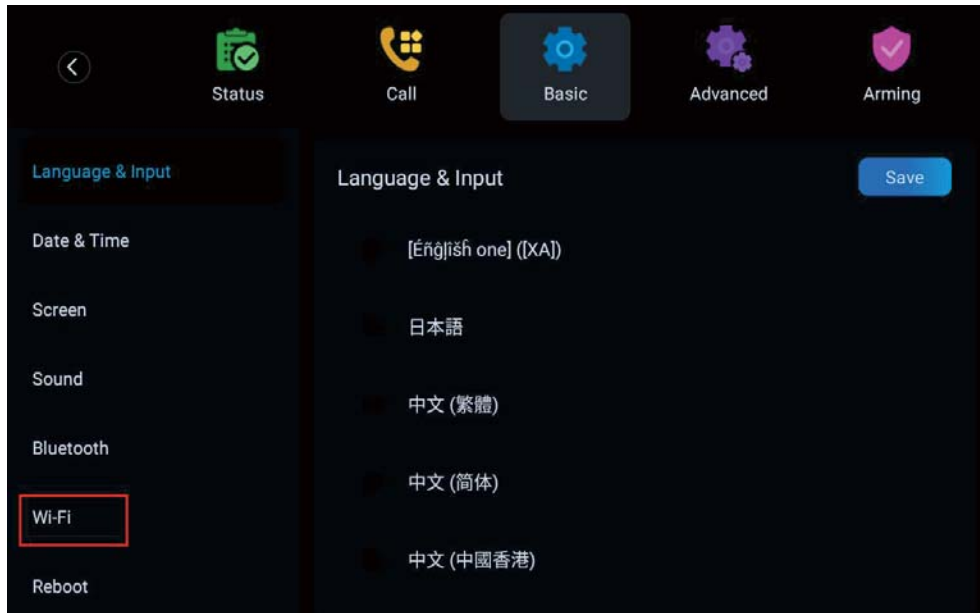 Status
Call
Basic
Advanced
Arming
Language & Input
Date & Time
Screen
Sound
Bluetooth
Wi-Fi
Reboot
Language & Input
Save
[Éñĝļîšĥ one] ([XA])
日本語
中文 (繁體)
中文 (简体)
中文 (中國香港)